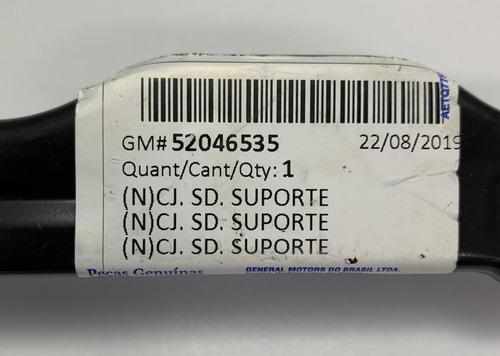 GM# 52046535 22/08/2019
Quant/Cant/Qty: 1
(N)CJ. SD. SUPORTE
(N)CJ. SD. SUPORTE
(N)CJ. SD. SUPORTE
Peças Genuínas GENERAL MOTORS DO BRASIL LTDA.